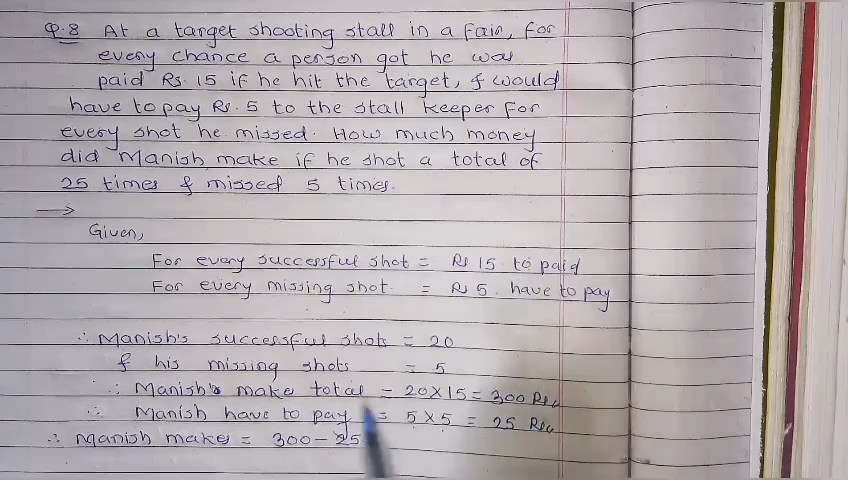 Q.8 At a target shooting stall in a fair, for
every chance a person got he was
paid Rs. 15 if he hit the target, & would
have to pay Rs. 5 to the stall keeper for
every shot he missed. How much money
did Manish make if he shot a total of
25 times & missed 5 times.
→
Given,
For every successful shot = Rs 15 to paid
For every missing shot. = Rs 5. have to pay
∴ Manish's successful shots = 20
& his missing shots = 5
∴ Manish's make total = 20×15 = 300 Rs.
∴ Manish have to pay = 5×5 = 25 Rs.
∴ Manish make = 300-25